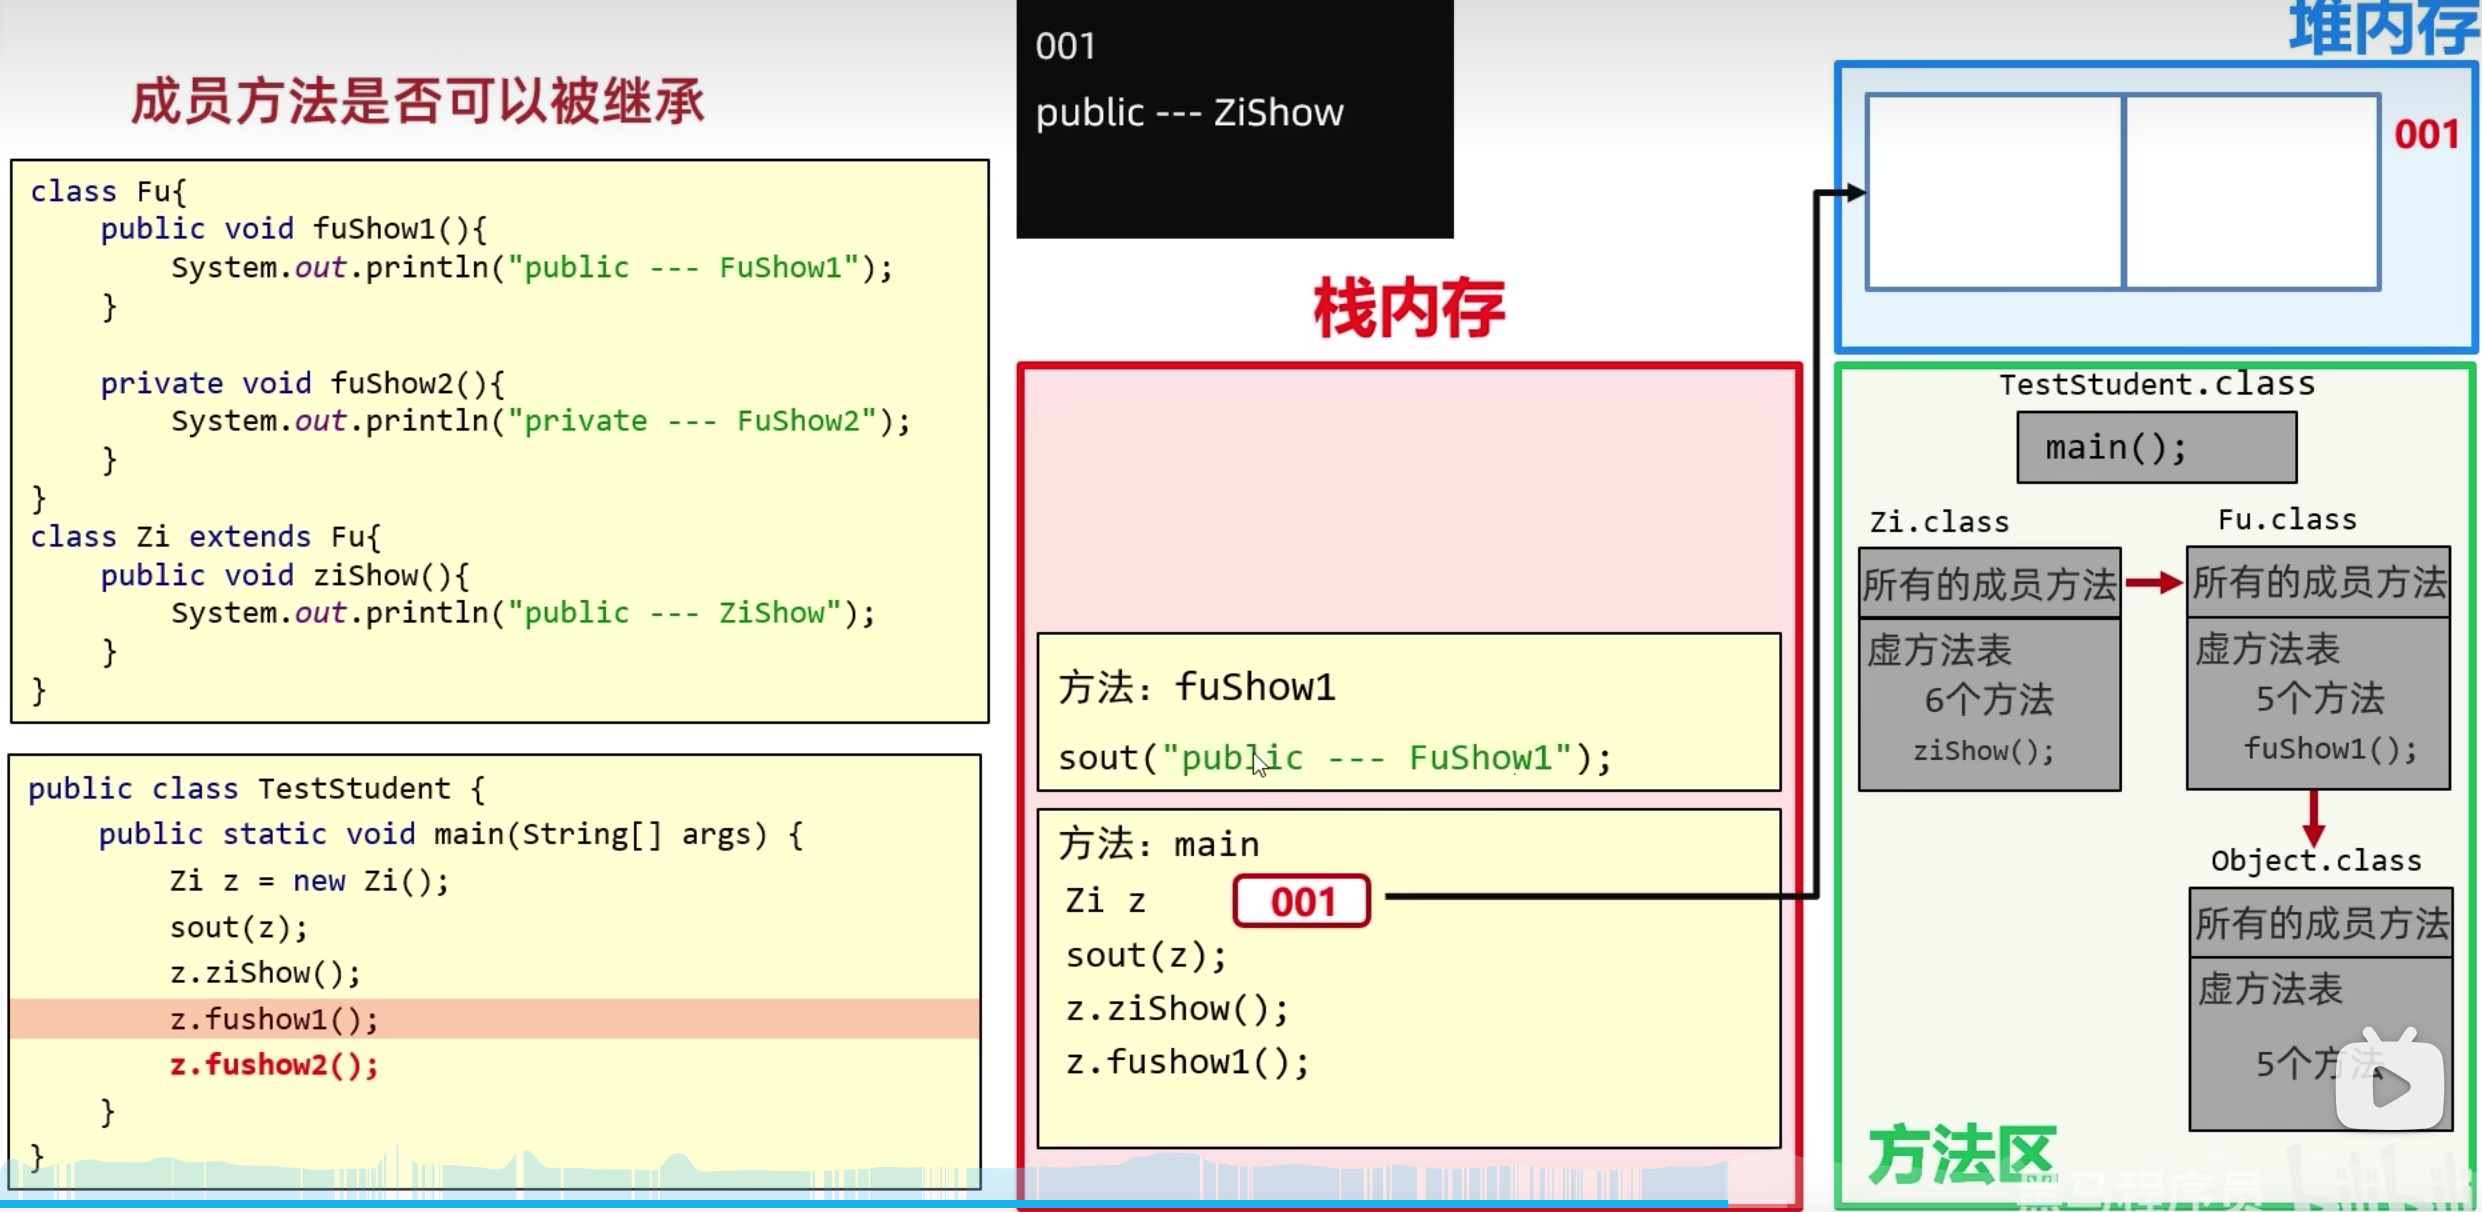 成员方法是否可以被继承
class Fu{
public void fuShow1(){
System.out.println("public --- FuShow1");
}
private void fuShow2(){
System.out.println("private --- FuShow2");
}
}
class Zi extends Fu{
public void ziShow(){
System.out.println("public --- ZiShow");
}
}
public class TestStudent {
public static void main(String[] args) {
Zi z = new Zi();
sout(z);
z.ziShow();
z.fushow1();
z.fushow2();
}
}
001
public --- ZiShow
栈内存
方法：fuShow1
sout("public --- FuShow1");
方法：main
Zi z 001
sout(z);
z.ziShow();
z.fushow1();
堆内存
001
TestStudent.class
main();
Zi.class
所有的成员方法
虚方法表
6个方法
ziShow();
Fu.class
所有的成员方法
虚方法表
5个方法
fuShow1();
Object.class
所有的成员方法
虚方法表
5个方法
方法区
黑马程序员